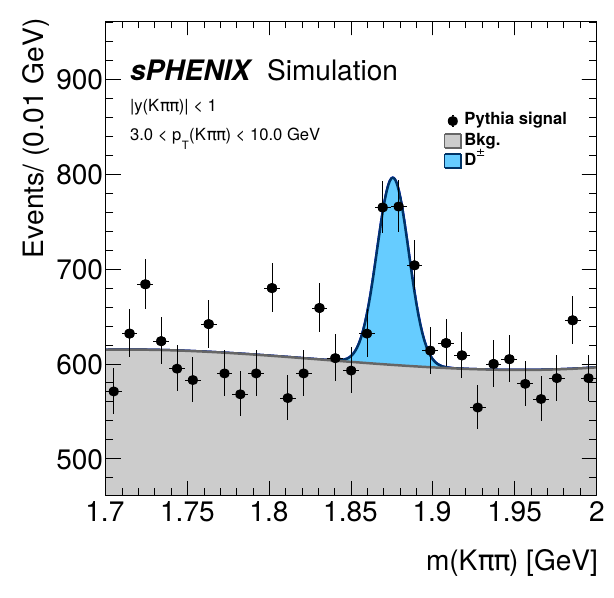 Events/ (0.01 GeV)
sPHENIX Simulation
|y(Kππ)| < 1
3.0 < pT(Kππ) < 10.0 GeV
Pythia signal
Bkg.
D±
900
800
700
600
500
1.7 1.75 1.8 1.85 1.9 1.95 2
m(Kππ) [GeV]